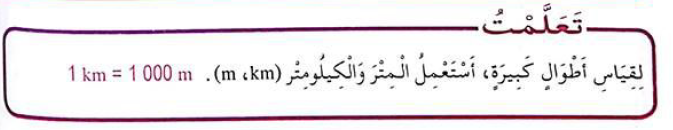 تَعَلَّمْتُ
لِقِيَاسِ أَطْوَالٍ كَبِيرَةٍ، أَسْتَعْمِلُ الْمِتْرَ وَالْكِيلُومِتْر (m ،km) . 1 km = 1 000 m